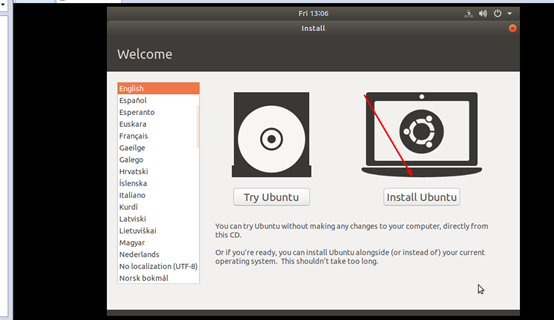 Fri 13:06
Install
Welcome
English
Español
Esperanto
Euskara
Français
Gaeilge
Galego
Hrvatski
Íslenska
Italiano
Kurdî
Latviski
Lietuviškai
Magyar
Nederlands
No localization (UTF-8)
Norsk bokmål
Try Ubuntu
Install Ubuntu
You can try Ubuntu without making any changes to your computer, directly from
this CD.
Or if you're ready, you can install Ubuntu alongside (or instead of) your current
operating system. This shouldn't take too long.